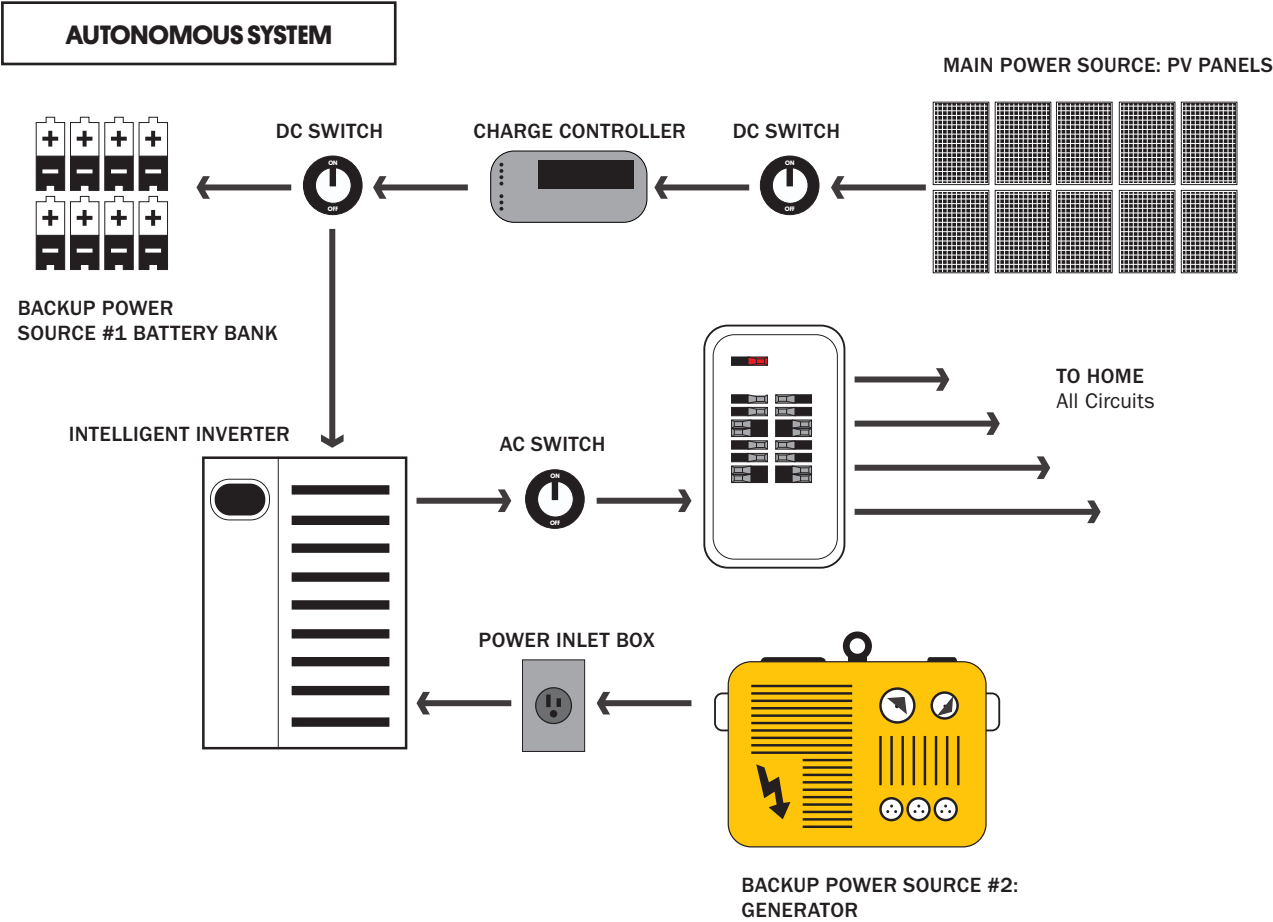 AUTONOMOUS SYSTEM
MAIN POWER SOURCE: PV PANELS
DC SWITCH
CHARGE CONTROLLER
DC SWITCH
ON
OFF
ON
OFF
BACKUP POWER
SOURCE #1 BATTERY BANK
TO HOME
All Circuits
INTELLIGENT INVERTER
AC SWITCH
ON
OFF
POWER INLET BOX
BACKUP POWER SOURCE #2:
GENERATOR